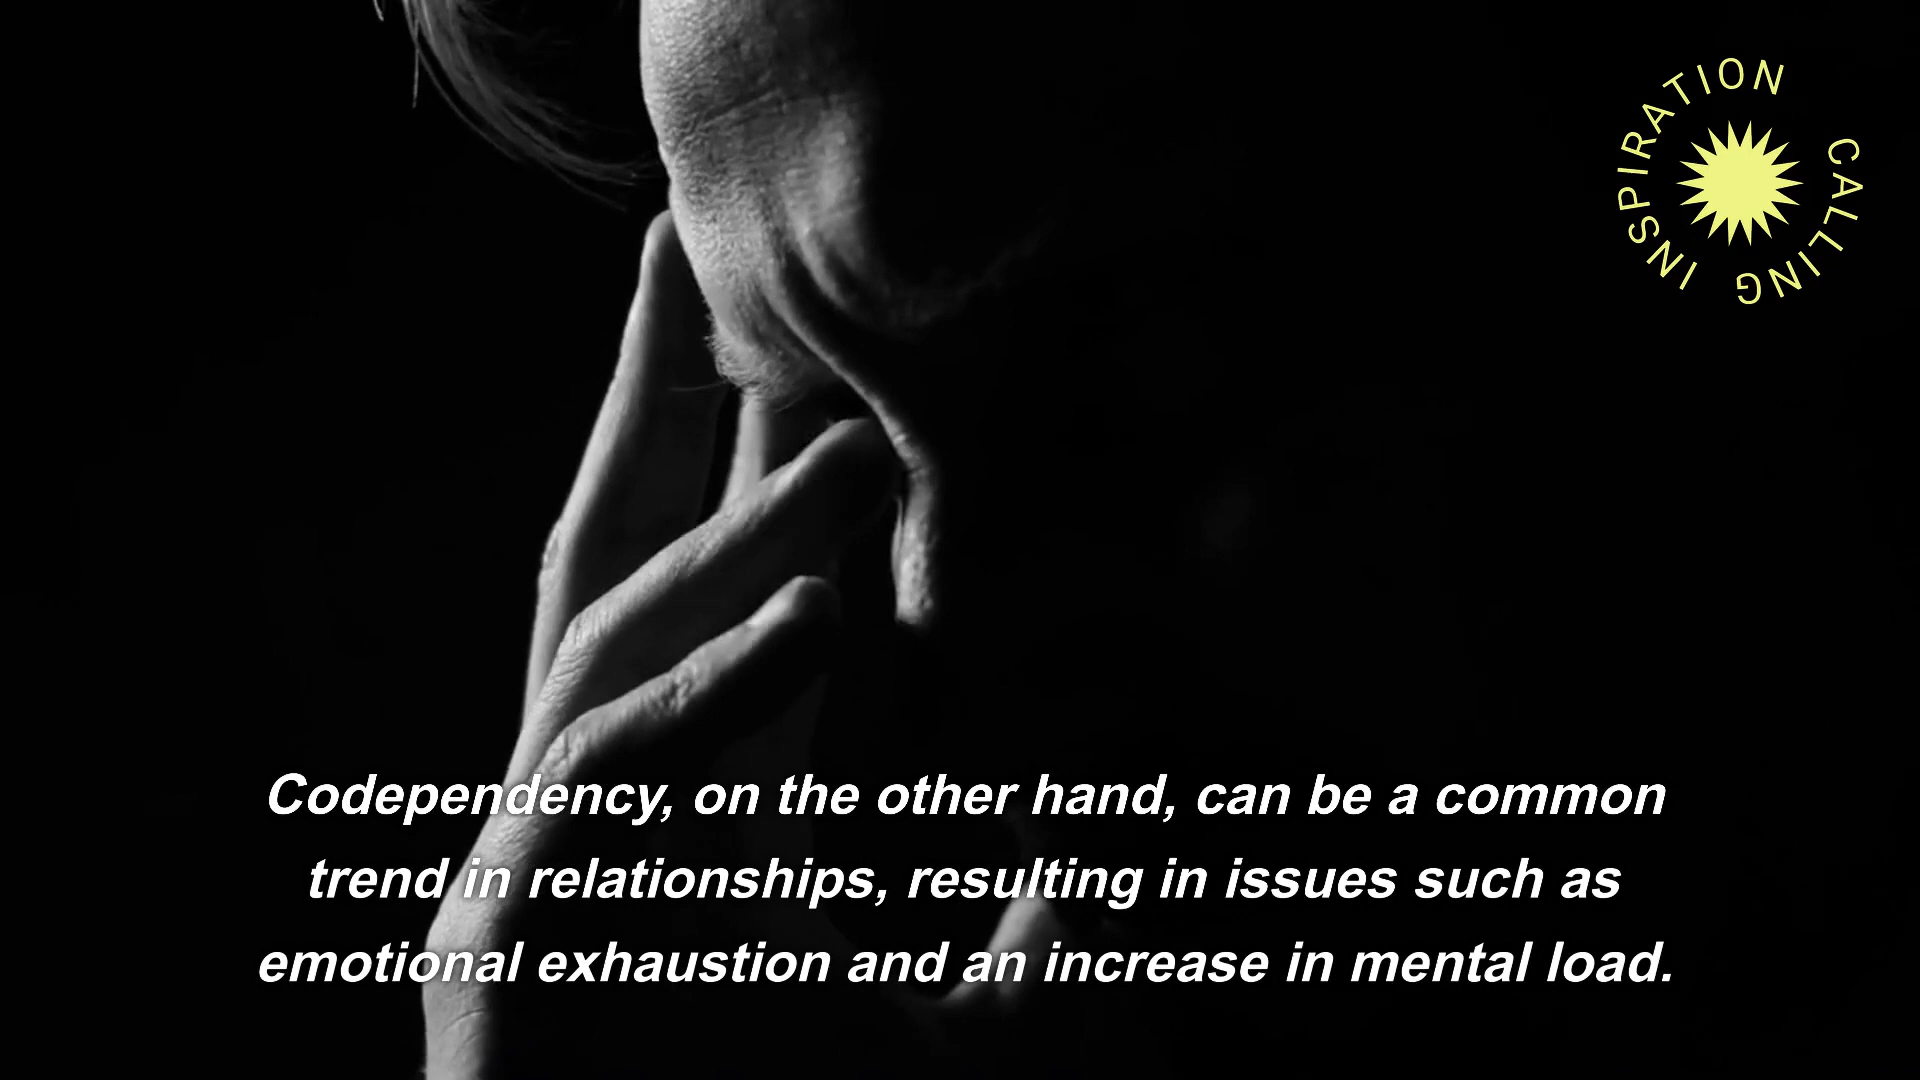 INSPIRATION CALLING
Codependency, on the other hand, can be a common
trend in relationships, resulting in issues such as
emotional exhaustion and an increase in mental load.